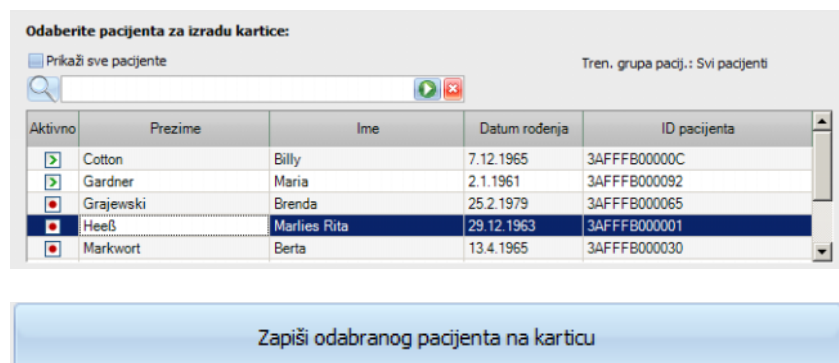 Odaberite pacijenta za izradu kartice:
Prikaži sve pacijente
Tren. grupa pacij.: Svi pacijenti
Aktivno Prezime Ime Datum rođenja ID pacijenta
Cotton Billy 7.12.1965 3AFFFB00000C
Gardner Maria 2.1.1961 3AFFFB000092
Grajewski Brenda 25.2.1979 3AFFFB000065
Heeß Marlies Rita 29.12.1963 3AFFFB000001
Markwort Berta 13.4.1965 3AFFFB000030
Zapiši odabranog pacijenta na karticu